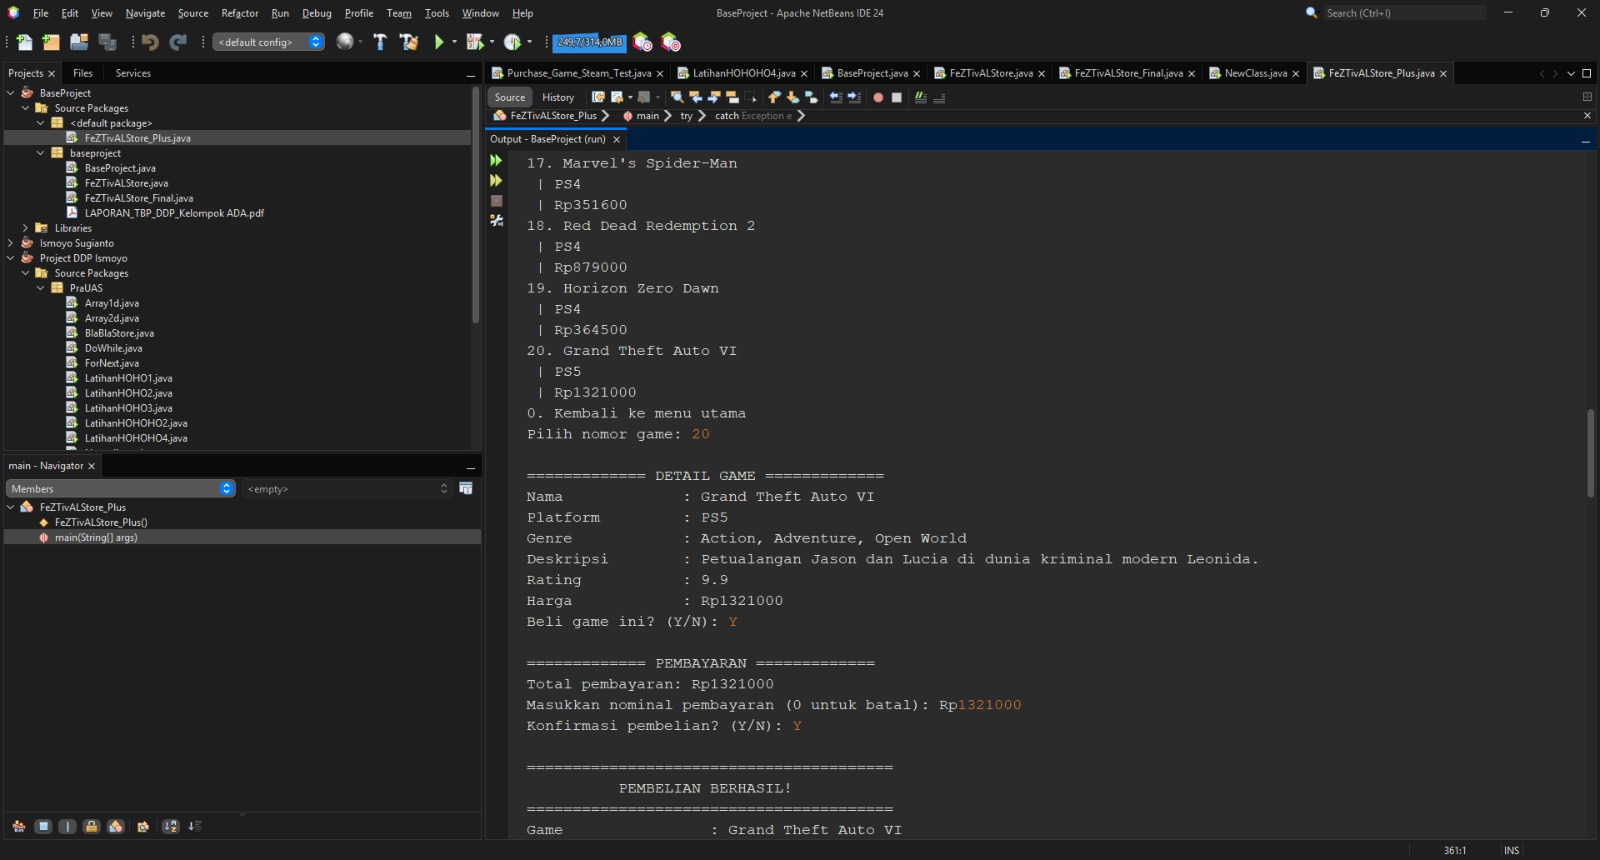 File Edit View Navigate Source Refactor Run Debug Profile Team Tools Window Help
BaseProject - Apache NetBeans IDE 24
Search (Ctrl+I)
<default config>
249,7/314,0MB
Projects
Files
Services
BaseProject
Source Packages
<default package>
FeZTivALStore_Plus.java
baseproject
BaseProject.java
FeZTivALStore.java
FeZTivALStore_Final.java
LAPORAN_TBP_DDP_Kelompok ADA.pdf
Libraries
Ismoyo Sugianto
Project DDP Ismoyo
Source Packages
PraUAS
Array1d.java
Array2d.java
BlaBlaStore.java
DoWhile.java
ForNext.java
LatihanHOHO1.java
LatihanHOHO2.java
LatihanHOHO3.java
LatihanHOHOHO2.java
LatihanHOHOHO4.java
main - Navigator
Members
<empty>
FeZTivALStore_Plus
FeZTivALStore_Plus()
main(String[] args)
Purchase_Game_Steam_Test.java
LatihanHOHOHO4.java
BaseProject.java
FeZTivALStore.java
FeZTivALStore_Final.java
NewClass.java
FeZTivALStore_Plus.java
Source
History
FeZTivALStore_Plus
main
try
catch Exception e
Output - BaseProject (run)
17. Marvel's Spider-Man
| PS4
| Rp351600
18. Red Dead Redemption 2
| PS4
| Rp879000
19. Horizon Zero Dawn
| PS4
| Rp364500
20. Grand Theft Auto VI
| PS5
| Rp1321000
0. Kembali ke menu utama
Pilih nomor game: 20
============= DETAIL GAME =============
Nama : Grand Theft Auto VI
Platform : PS5
Genre : Action, Adventure, Open World
Deskripsi : Petualangan Jason dan Lucia di dunia kriminal modern Leonida.
Rating : 9.9
Harga : Rp1321000
Beli game ini? (Y/N): Y
============= PEMBAYARAN =============
Total pembayaran: Rp1321000
Masukkan nominal pembayaran (0 untuk batal): Rp1321000
Konfirmasi pembelian? (Y/N): Y
========================================
PEMBELIAN BERHASIL!
========================================
Game : Grand Theft Auto VI
361:1
INS